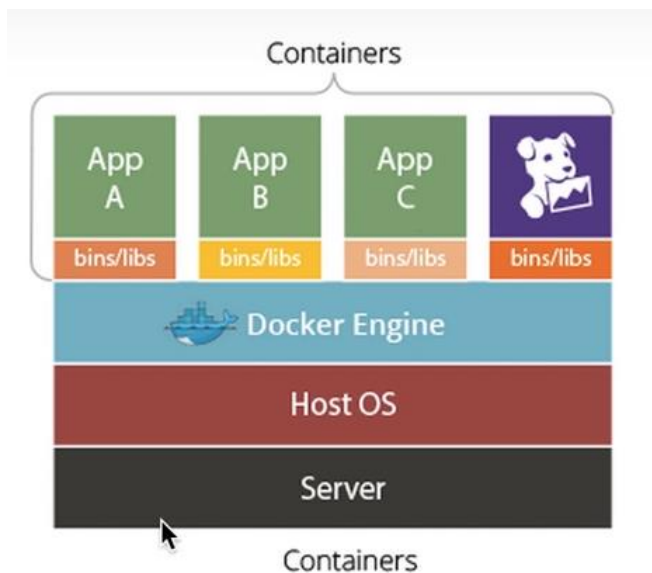 Containers
App
A
App
B
App
C
bins/libs
bins/libs
bins/libs
bins/libs
Docker Engine
Host OS
Server
Containers